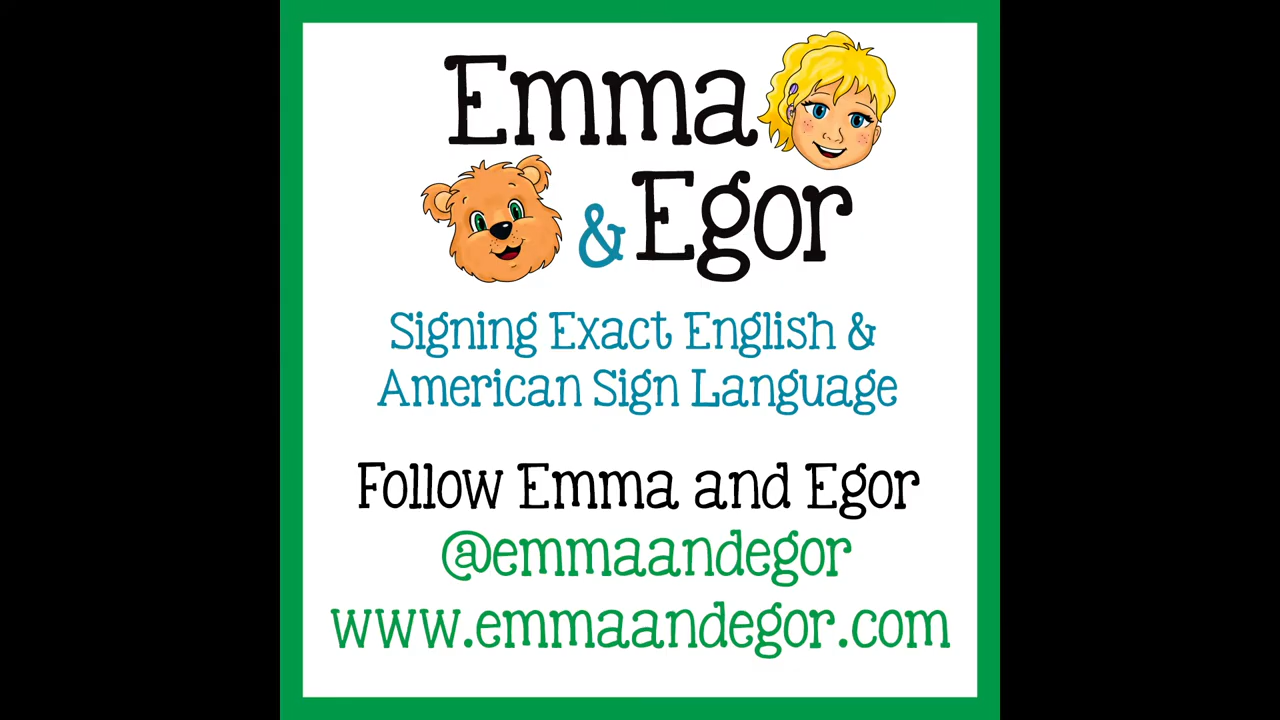 Emma
& Egor
Signing Exact English &
American Sign Language
Follow Emma and Egor
@emmaandegor
www.emmaandegor.com